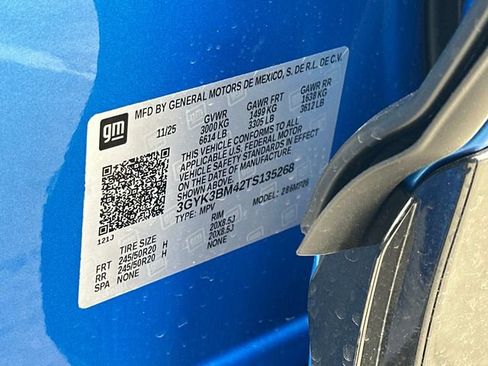 MFD BY GENERAL MOTORS DE MEXICO, S. DE R.L. DE C.V.
gm
11/25 GVWR GAWR FRT GAWR RR
3000 KG 1499 KG 1638 KG
6614 LB 3305 LB 3612 LB
THIS VEHICLE CONFORMS TO ALL
APPLICABLE U.S. FEDERAL MOTOR
VEHICLE SAFETY STANDARDS IN EFFECT
ON THE DATE OF MANUFACTURE
SHOWN ABOVE
3GYK3BM42TS135268
TYPE: MPV 286MP26
121J
TIRE SIZE RIM
FRT 245/50R20 H 20X8.5J
RR 245/50R20 H 20X8.5J
SPA NONE NONE